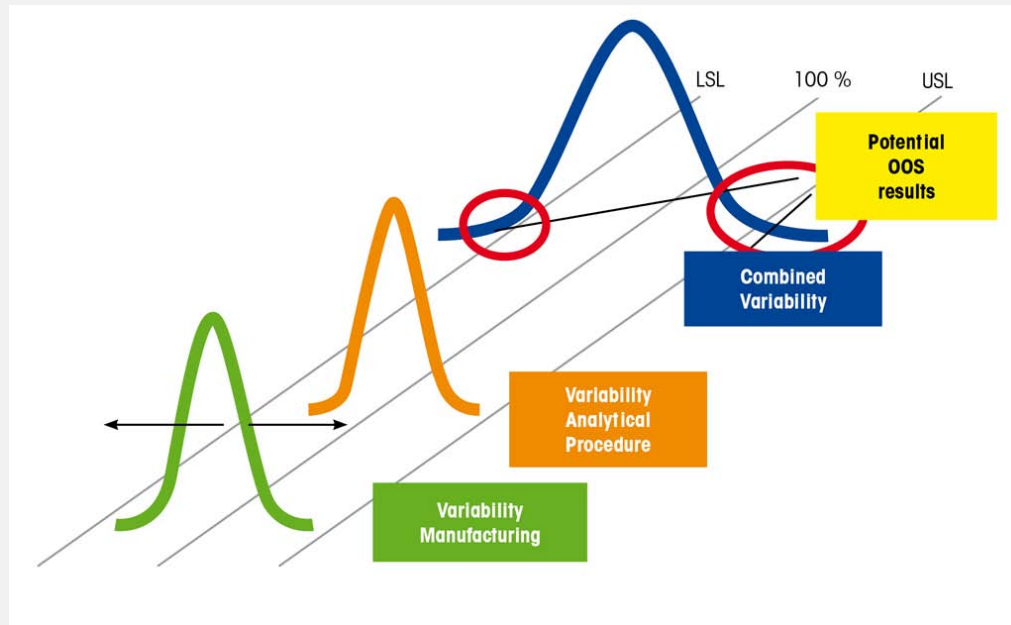 LSL
100 %
USL
Potential
OOS
results
Combined
Variability
Variability
Analytical
Procedure
Variability
Manufacturing